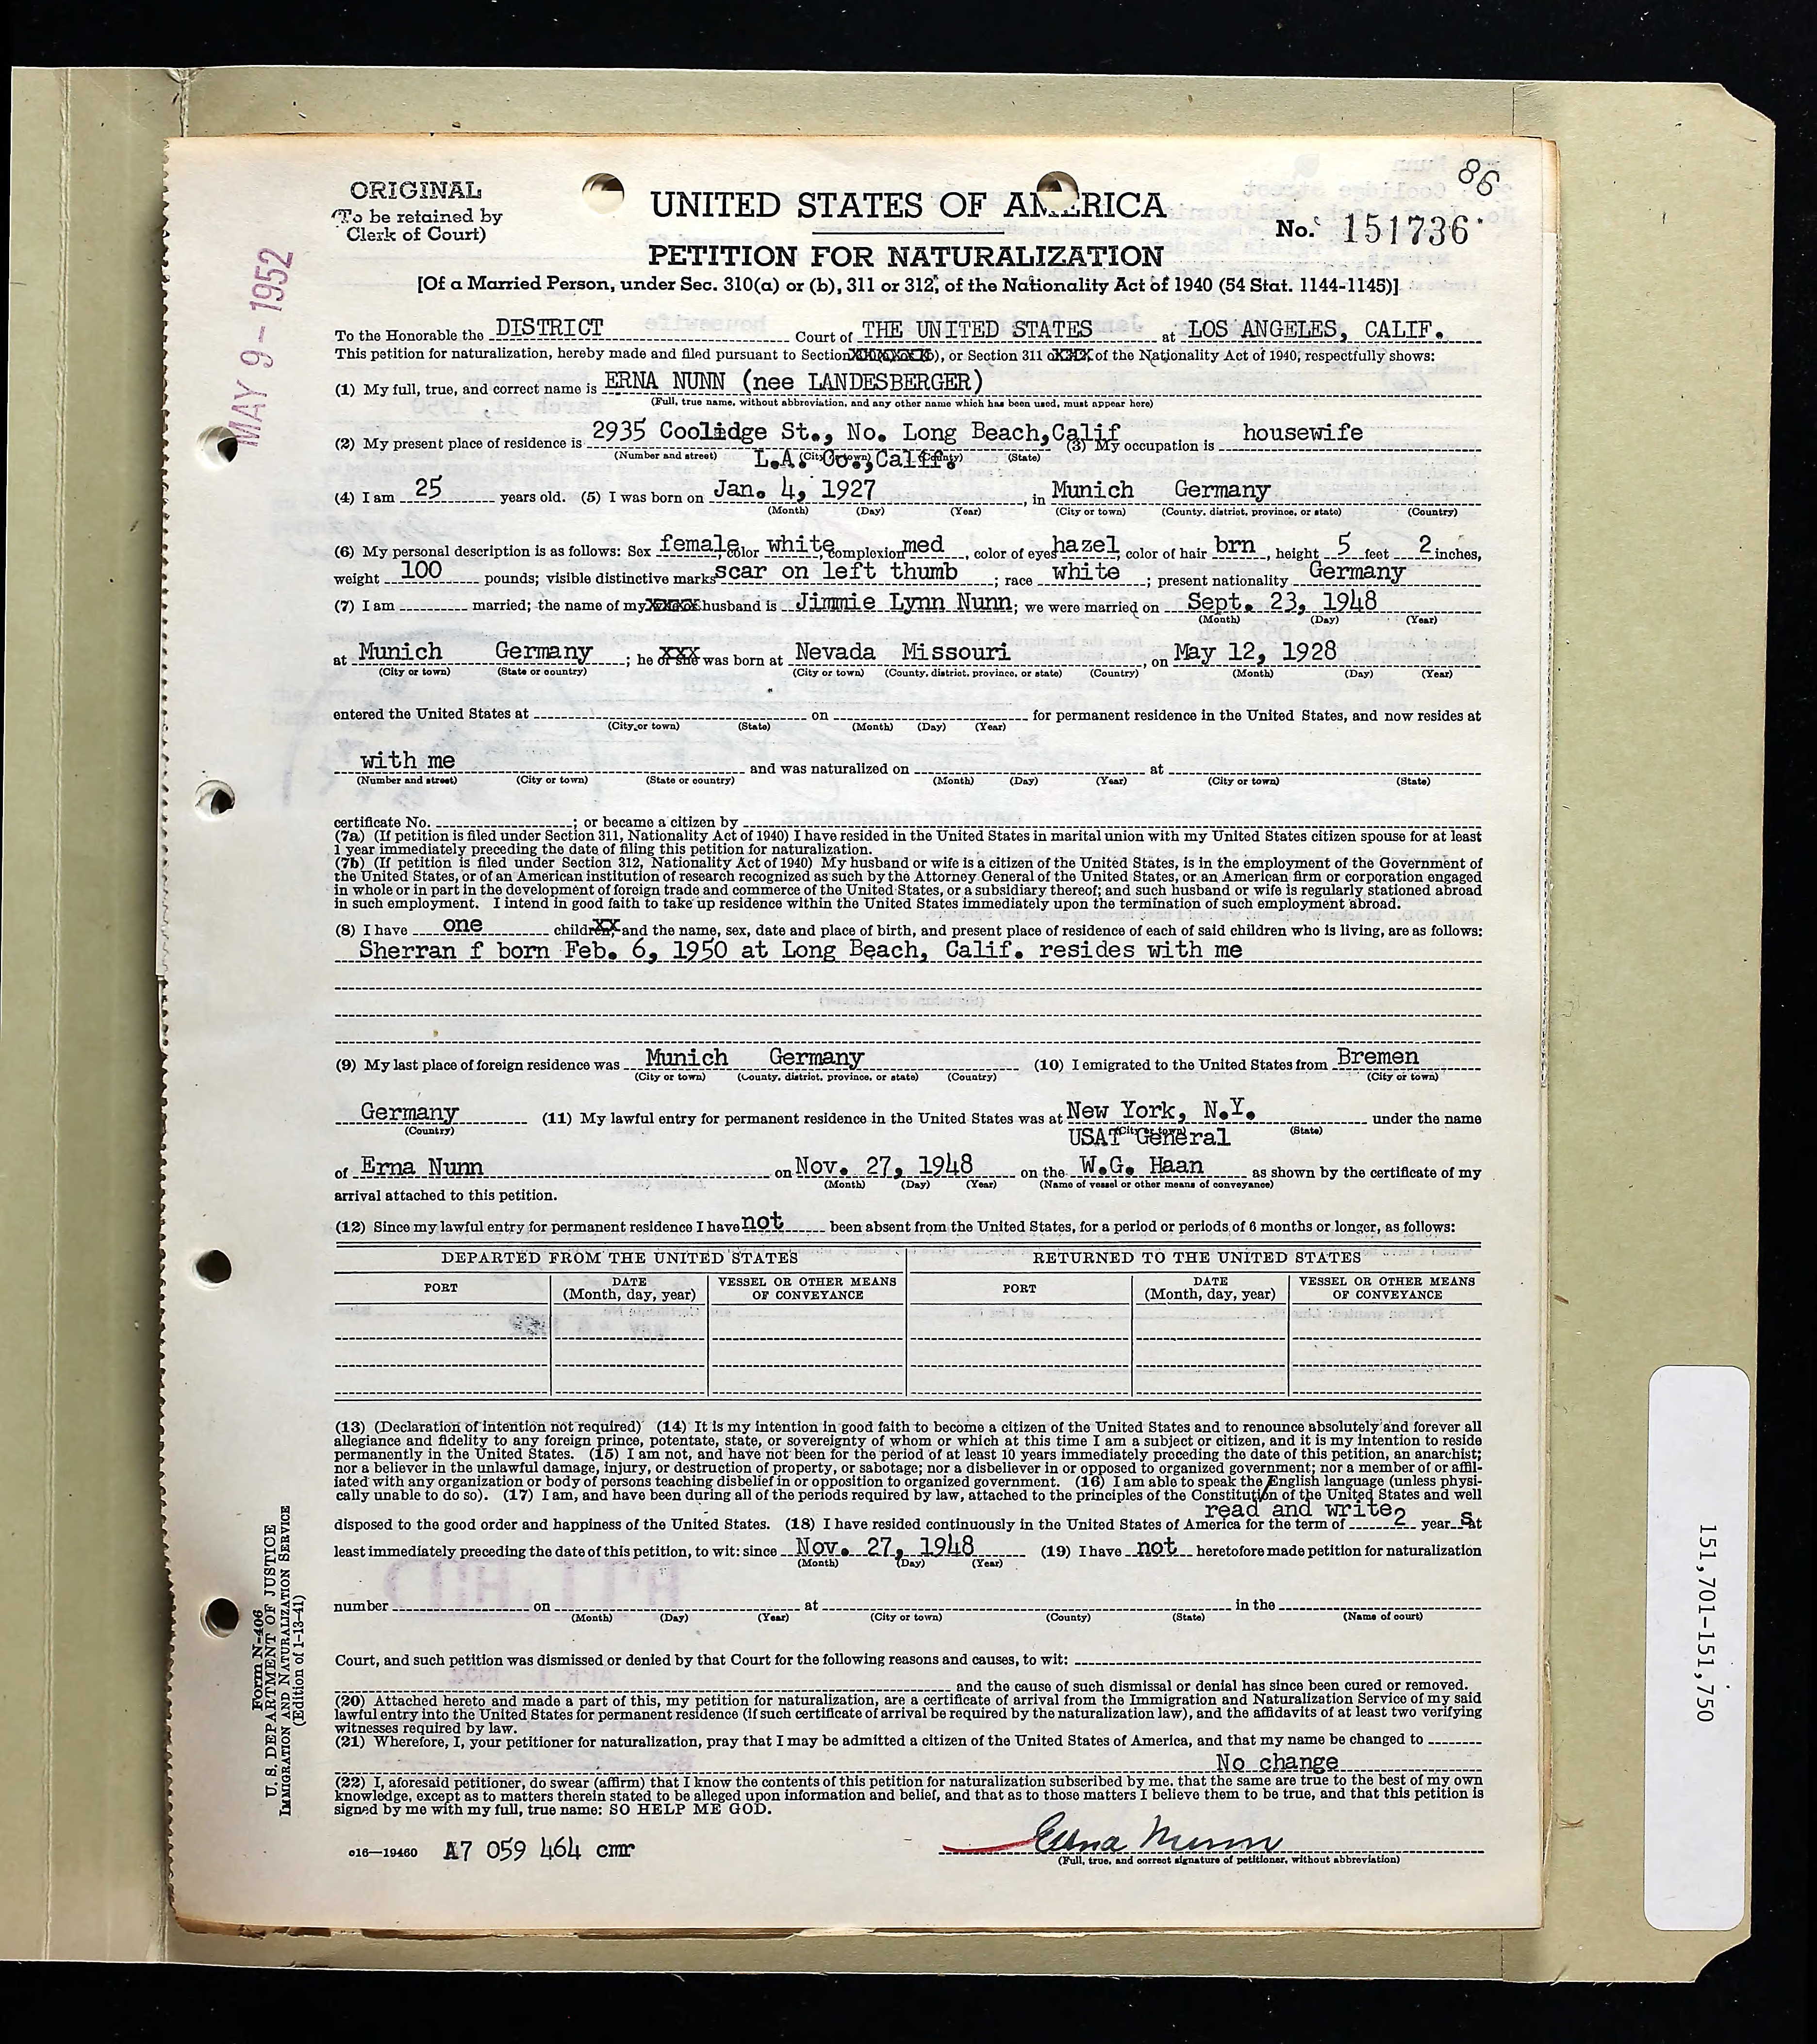 86
ORIGINAL
(To be retained by
Clerk of Court)
UNITED STATES OF AMERICA
No. 151736
PETITION FOR NATURALIZATION
[Of a Married Person, under Sec. 310(a) or (b), 311 or 312, of the Nationality Act of 1940 (54 Stat. 1144-1145)]
MAY 9 - 1952
To the Honorable the DISTRICT Court of THE UNITED STATES at LOS ANGELES, CALIF.
This petition for naturalization, hereby made and filed pursuant to Section XXXXXXX), or Section 311 XXXX of the Nationality Act of 1940, respectfully shows:
(1) My full, true, and correct name is ERNA NUNN (nee LANDESBERGER)
(Full, true name, without abbreviation, and any other name which has been used, must appear here)
(2) My present place of residence is 2935 Coolidge St., No. Long Beach, Calif (3) My occupation is housewife
(Number and street) (City or town) (County) (State)
L.A. Co., Calif.
(4) I am 25 years old. (5) I was born on Jan. 4, 1927, in Munich Germany
(Month) (Day) (Year) (City or town) (County, district, province, or state) (Country)
(6) My personal description is as follows: Sex female, color white, complexion med, color of eyes hazel, color of hair brn, height 5 feet 2 inches,
weight 100 pounds; visible distinctive marks scar on left thumb; race white; present nationality Germany
(7) I am married; the name of my XXXXX husband is Jimmie Lynn Nunn; we were married on Sept. 23, 1948
(Month) (Day) (Year)
at Munich Germany; he or she XXX was born at Nevada Missouri, on May 12, 1928
(City or town) (State or country) (City or town) (County, district, province, or state) (Country) (Month) (Day) (Year)
entered the United States at on for permanent residence in the United States, and now resides at
(City or town) (State) (Month) (Day) (Year)
with me and was naturalized on at
(Number and street) (City or town) (State or country) (Month) (Day) (Year) (City or town) (State)
certificate No. ; or became a citizen by
(7a) (If petition is filed under Section 311, Nationality Act of 1940) I have resided in the United States in marital union with my United States citizen spouse for at least
1 year immediately preceding the date of filing this petition for naturalization.
(7b) (If petition is filed under Section 312, Nationality Act of 1940) My husband or wife is a citizen of the United States, is in the employment of the Government of
the United States, or of an American institution of research recognized as such by the Attorney General of the United States, or an American firm or corporation engaged
in whole or in part in the development of foreign trade and commerce of the United States, or a subsidiary thereof; and such husband or wife is regularly stationed abroad
in such employment. I intend in good faith to take up residence within the United States immediately upon the termination of such employment abroad.
(8) I have one children, XX and the name, sex, date and place of birth, and present place of residence of each of said children who is living, are as follows:
Sherran f born Feb. 6, 1950 at Long Beach, Calif. resides with me
(9) My last place of foreign residence was Munich Germany (10) I emigrated to the United States from Bremen
(City or town) (County, district, province, or state) (Country) (City or town)
Germany (11) My lawful entry for permanent residence in the United States was at New York, N.Y. under the name
(Country) (City or town) (State)
USAT General
of Erna Nunn on Nov. 27, 1948 on the W.G. Haan as shown by the certificate of my
(Month) (Day) (Year) (Name of vessel or other means of conveyance)
arrival attached to this petition.
(12) Since my lawful entry for permanent residence I have not been absent from the United States, for a period or periods of 6 months or longer, as follows:
DEPARTED FROM THE UNITED STATES RETURNED TO THE UNITED STATES
PORT DATE (Month, day, year) VESSEL OR OTHER MEANS OF CONVEYANCE PORT DATE (Month, day, year) VESSEL OR OTHER MEANS OF CONVEYANCE
(13) (Declaration of intention not required) (14) It is my intention in good faith to become a citizen of the United States and to renounce absolutely and forever all
allegiance and fidelity to any foreign prince, potentate, state, or sovereignty of whom or which at this time I am a subject or citizen, and it is my intention to reside
permanently in the United States. (15) I am not, and have not been for the period of at least 10 years immediately preceding the date of this petition, an anarchist;
nor a believer in the unlawful damage, injury, or destruction of property, or sabotage; nor a disbeliever in or opposed to organized government; nor a member of or affil-
iated with any organization or body of persons teaching disbelief in or opposition to organized government. (16) I am able to speak the English language (unless physi-
cally unable to do so). (17) I am, and have been during all of the periods required by law, attached to the principles of the Constitution of the United States and well
read and write
disposed to the good order and happiness of the United States. (18) I have resided continuously in the United States of America for the term of 2 years at
least immediately preceding the date of this petition, to wit: since Nov. 27, 1948 (19) I have not heretofore made petition for naturalization
(Month) (Day) (Year)
number on at in the
(Month) (Day) (Year) (City or town) (County) (State) (Name of court)
Court, and such petition was dismissed or denied by that Court for the following reasons and causes, to wit:
and the cause of such dismissal or denial has since been cured or removed.
(20) Attached hereto and made a part of this, my petition for naturalization, are a certificate of arrival from the Immigration and Naturalization Service of my said
lawful entry into the United States for permanent residence (if such certificate of arrival be required by the naturalization law), and the affidavits of at least two verifying
witnesses required by law.
(21) Wherefore, I, your petitioner for naturalization, pray that I may be admitted a citizen of the United States of America, and that my name be changed to
No change
(22) I, aforesaid petitioner, do swear (affirm) that I know the contents of this petition for naturalization subscribed by me, that the same are true to the best of my own
knowledge, except as to matters therein stated to be alleged upon information and belief, and that as to those matters I believe them to be true, and that this petition is
signed by me with my full, true name: SO HELP ME GOD.
c16—19460 A7 059 464 cmr
Erna Nunn
(Full, true, and correct signature of petitioner, without abbreviation)
Form N-406
U. S. DEPARTMENT OF JUSTICE
IMMIGRATION AND NATURALIZATION SERVICE
(Edition of 1-13-41)
151,701-151,750